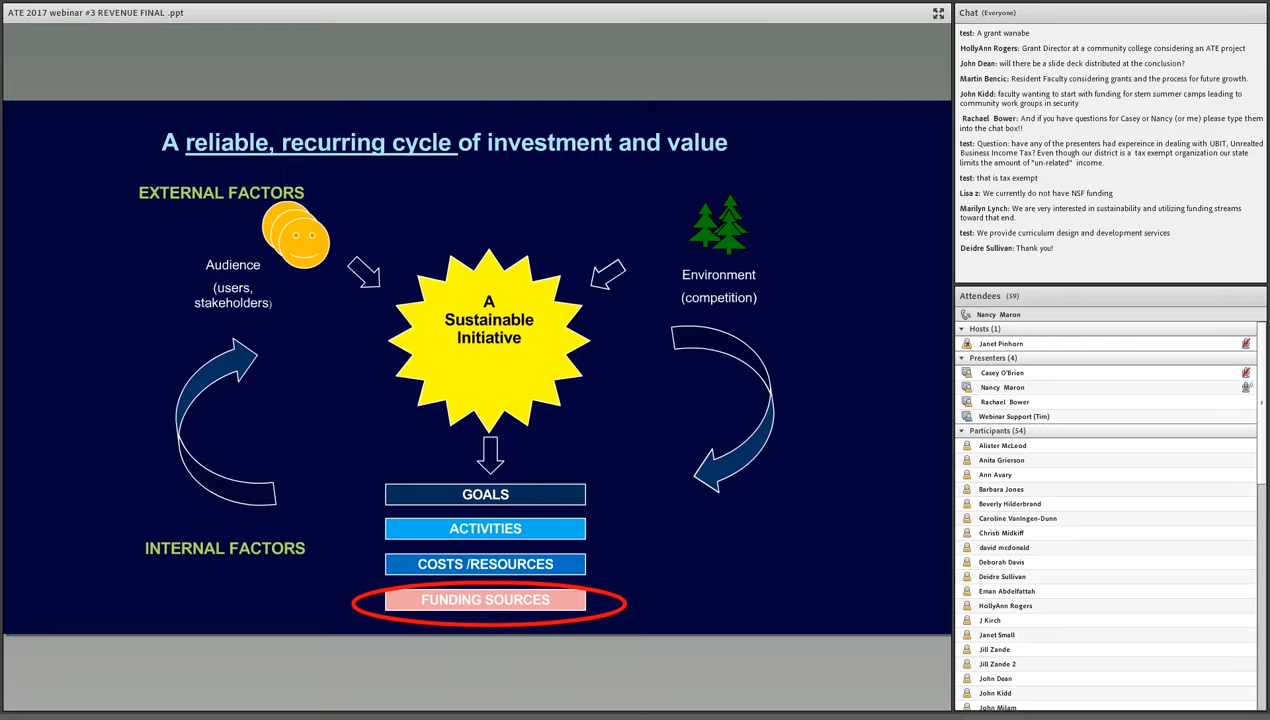 ATE 2017 webinar #3 REVENUE FINAL .ppt
A reliable, recurring cycle of investment and value
EXTERNAL FACTORS
Audience
(users,
stakeholders)
Environment
(competition)
A
Sustainable
Initiative
GOALS
ACTIVITIES
COSTS /RESOURCES
FUNDING SOURCES
INTERNAL FACTORS
Chat (Everyone)
test: A grant wanabe
HollyAnn Rogers: Grant Director at a community college considering an ATE project
John Dean: will there be a slide deck distributed at the conclusion?
Martin Bencic: Resident Faculty considering grants and the process for future growth.
John Kidd: faculty wanting to start with funding for stem summer camps leading to
community work groups in security
Rachael Bower: And if you have questions for Casey or Nancy (or me) please type them
into the chat box!!
test: Question: have any of the presenters had expereince in dealing with UBIT, Unrealted
Business Income Tax? Even though our district is a tax exempt organization our state
limits the amount of "un-related" income.
test: that is tax exempt
Lisa z: We currently do not have NSF funding
Marilyn Lynch: We are very interested in sustainability and utilizing funding streams
toward that end.
test: We provide curriculum design and development services
Deidre Sullivan: Thank you!
Attendees (59)
Nancy Maron
Hosts (1)
Janet Pinhorn
Presenters (4)
Casey O'Brien
Nancy Maron
Rachael Bower
Webinar Support (Tim)
Participants (54)
Alister McLeod
Anita Grierson
Ann Avary
Barbara Jones
Beverly Hilderbrand
Caroline VanIngen-Dunn
Christi Midkiff
david mcdonald
Deborah Davis
Deidre Sullivan
Eman Abdelfattah
HollyAnn Rogers
J Kirch
Janet Small
Jill Zande
Jill Zande 2
John Dean
John Kidd
John Milam